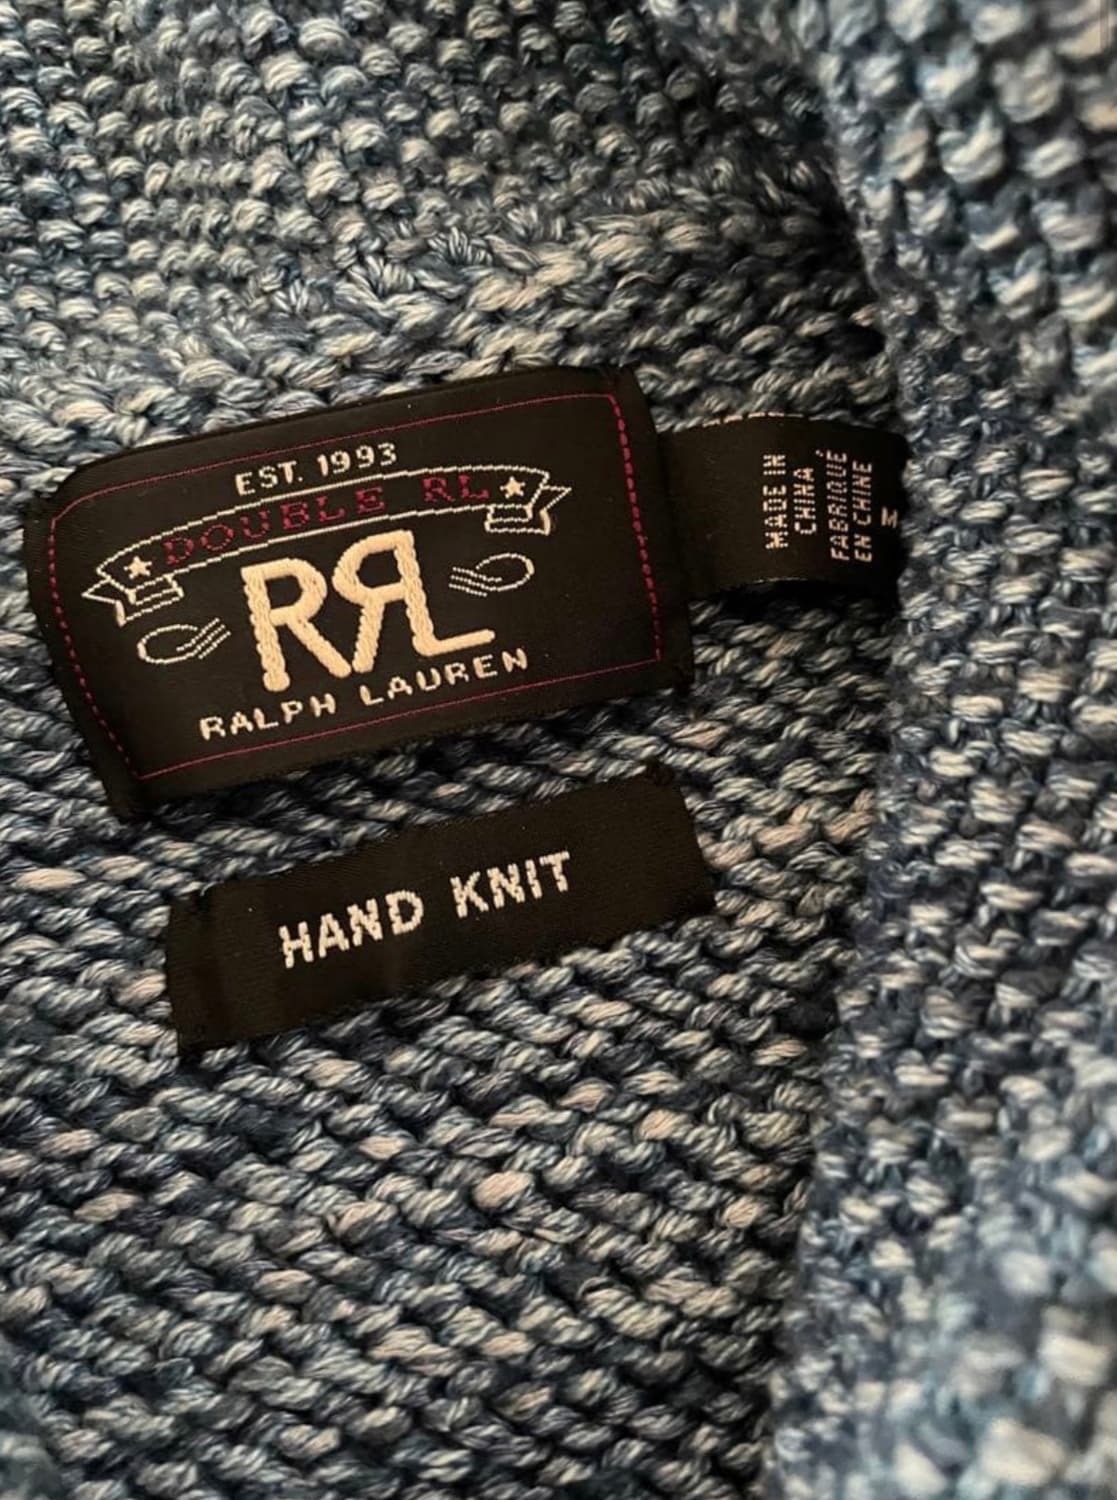 EST. 1993
DOUBLE RL
RRL
RALPH LAUREN
MADE IN
CHINA
FABRIQUÉ
EN CHINE
M
HAND KNIT